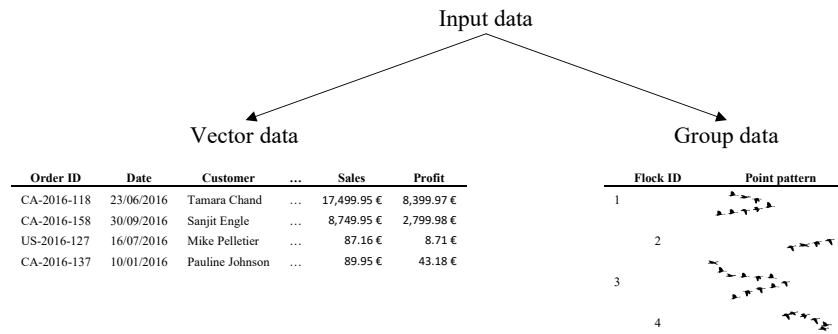 Input data
Vector data Group data
Order ID Date Customer ... Sales Profit
CA-2016-118 23/06/2016 Tamara Chand ... 17,499.95 € 8,399.97 €
CA-2016-158 30/09/2016 Sanjit Engle ... 8,749.95 € 2,799.98 €
US-2016-127 16/07/2016 Mike Pelletier ... 87.16 € 8.71 €
CA-2016-137 10/01/2016 Pauline Johnson ... 89.95 € 43.18 €
Flock ID Point pattern
1
2
3
4